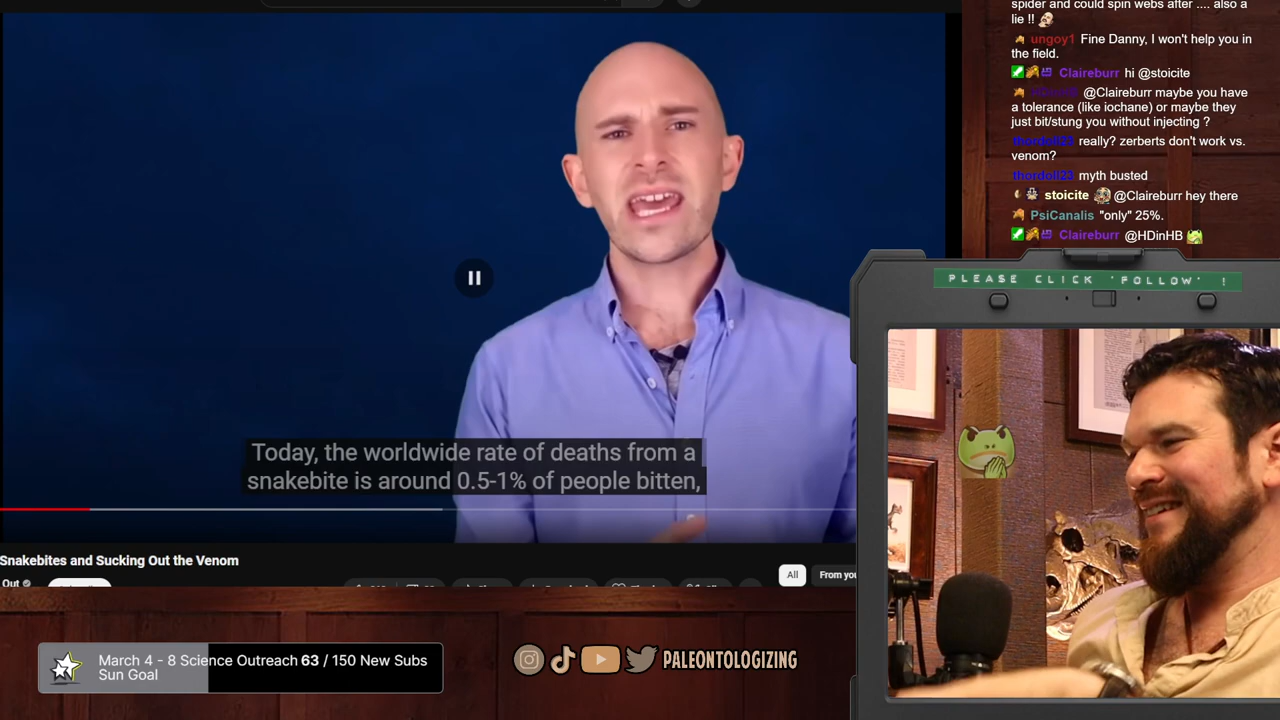 spider and could spin webs after .... also a
lie !!
ungoy1 Fine Danny, I won't help you in
the field.
Claireburr hi @stoicite
@Claireburr maybe you have
a tolerance (like iochane) or maybe they
just bit/stung you without injecting ?
thordoll23 really? zerberts don't work vs.
venom?
thordoll23 myth busted
stoicite @Claireburr hey there
PsiCanalis "only" 25%.
Claireburr @HDinHB
PLEASE CLICK 'FOLLOW' !
Today, the worldwide rate of deaths from a
snakebite is around 0.5-1% of people bitten,
Snakebites and Sucking Out the Venom
Out
All
From you
March 4 - 8 Science Outreach 63 / 150 New Subs
Sun Goal
PALEONTOLOGIZING